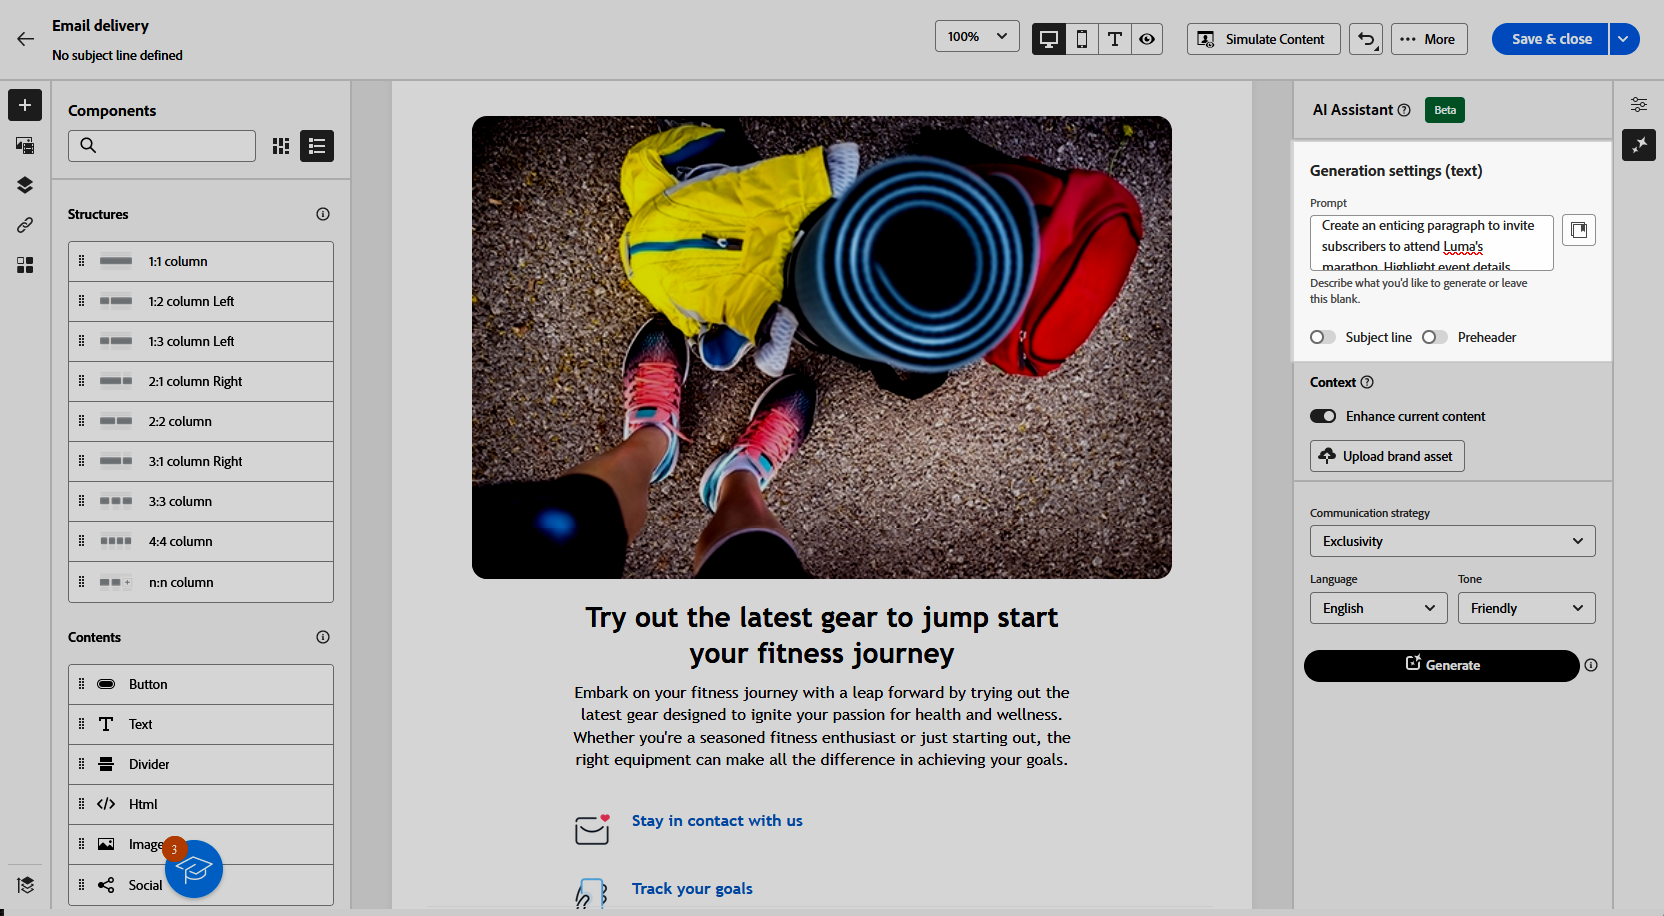 Email delivery
No subject line defined
100%
Simulate Content
More
Save & close
Components
Structures
1:1 column
1:2 column Left
1:3 column Left
2:1 column Right
2:2 column
3:1 column Right
3:3 column
4:4 column
n:n column
Contents
Button
Text
Divider
Html
Image
3
Social
Try out the latest gear to jump start
your fitness journey
Embark on your fitness journey with a leap forward by trying out the
latest gear designed to ignite your passion for health and wellness.
Whether you're a seasoned fitness enthusiast or just starting out, the
right equipment can make all the difference in achieving your goals.
Stay in contact with us
Track your goals
AI Assistant
Beta
Generation settings (text)
Prompt
Create an enticing paragraph to invite
subscribers to attend Luma's
marathon. Highlight event details
Describe what you'd like to generate or leave
this blank.
Subject line
Preheader
Context
Enhance current content
Upload brand asset
Communication strategy
Exclusivity
Language
Tone
English
Friendly
Generate